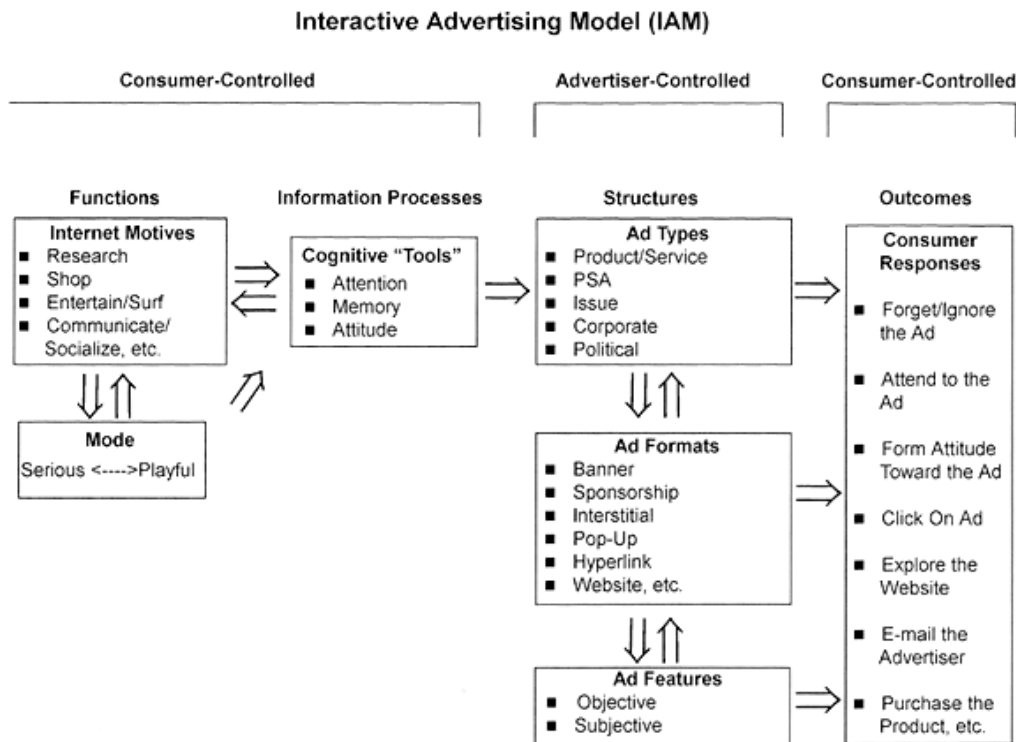 Interactive Advertising Model (IAM)
Consumer-Controlled
Advertiser-Controlled
Consumer-Controlled
Functions
Internet Motives
Research
Shop
Entertain/Surf
Communicate/
Socialize, etc.
Mode
Serious <---->Playful
Information Processes
Cognitive “Tools”
Attention
Memory
Attitude
Structures
Ad Types
Product/Service
PSA
Issue
Corporate
Political
Ad Formats
Banner
Sponsorship
Interstitial
Pop-Up
Hyperlink
Website, etc.
Ad Features
Objective
Subjective
Outcomes
Consumer
Responses
Forget/Ignore
the Ad
Attend to the
Ad
Form Attitude
Toward the Ad
Click On Ad
Explore the
Website
E-mail the
Advertiser
Purchase the
Product, etc.